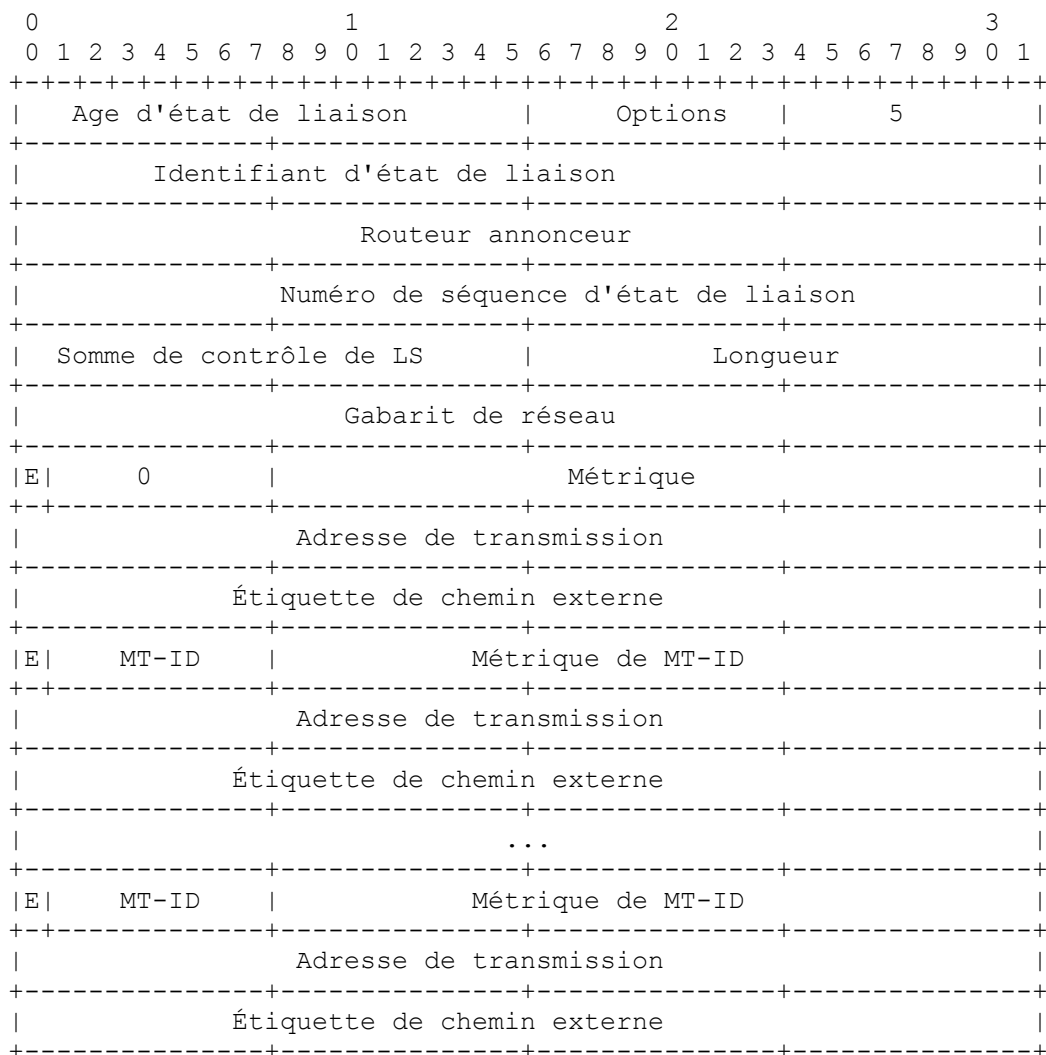 0 1 2 3
0 1 2 3 4 5 6 7 8 9 0 1 2 3 4 5 6 7 8 9 0 1 2 3 4 5 6 7 8 9 0 1
+-+-+-+-+-+-+-+-+-+-+-+-+-+-+-+-+-+-+-+-+-+-+-+-+-+-+-+-+-+-+-+-+
| Age d'état de liaison | Options | 5 |
+---------------+---------------+---------------+---------------+
| Identifiant d'état de liaison |
+---------------+---------------+---------------+---------------+
| Routeur annonceur |
+---------------+---------------+---------------+---------------+
| Numéro de séquence d'état de liaison |
+---------------+---------------+---------------+---------------+
| Somme de contrôle de LS | Longueur |
+---------------+---------------+---------------+---------------+
| Gabarit de réseau |
+---------------+---------------+---------------+---------------+
|E| 0 | Métrique |
+-+-------------+---------------+---------------+---------------+
| Adresse de transmission |
+---------------+---------------+---------------+---------------+
| Étiquette de chemin externe |
+---------------+---------------+---------------+---------------+
|E| MT-ID | Métrique de MT-ID |
+-+-------------+---------------+---------------+---------------+
| Adresse de transmission |
+---------------+---------------+---------------+---------------+
| Étiquette de chemin externe |
+---------------+---------------+---------------+---------------+
| ... |
+---------------+---------------+---------------+---------------+
|E| MT-ID | Métrique de MT-ID |
+-+-------------+---------------+---------------+---------------+
| Adresse de transmission |
+---------------+---------------+---------------+---------------+
| Étiquette de chemin externe |
+---------------+---------------+---------------+---------------+